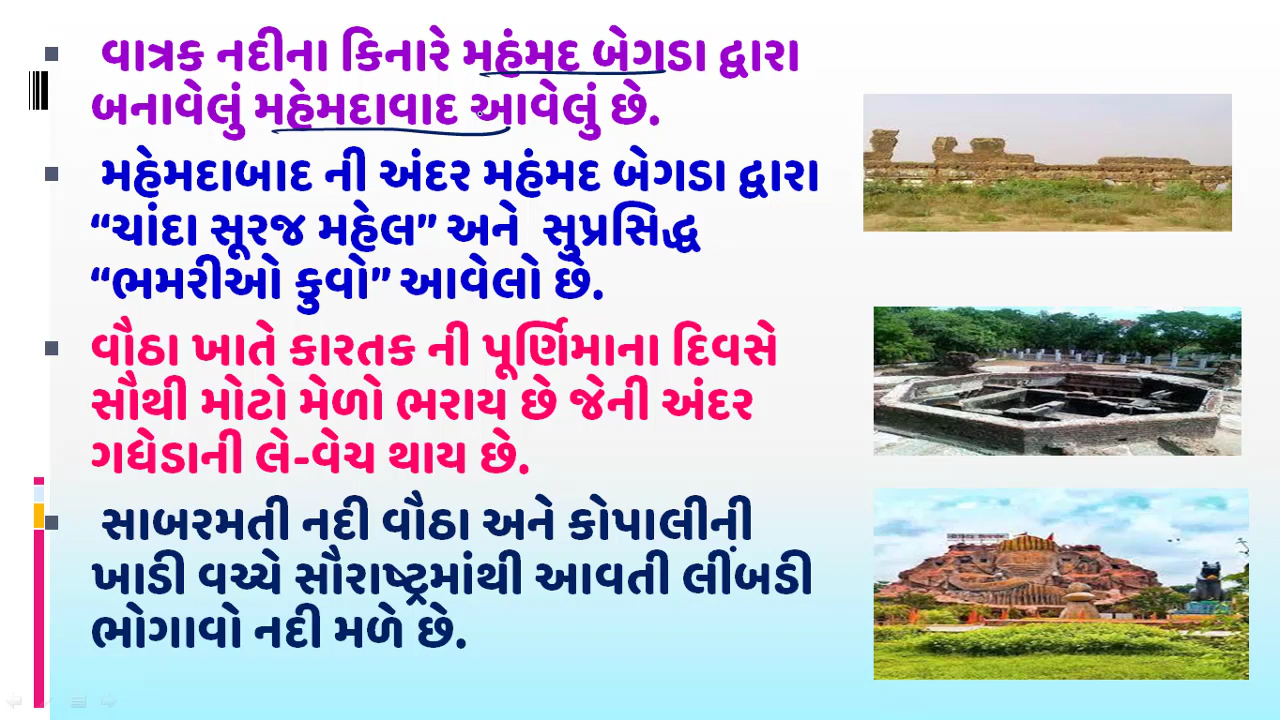 વાત્રક નદીના કિનારે મહંમદ બેગડા દ્વારા
બનાવેલું મહેમદાવાદ આવેલું છે.
મહેમદાબાદ ની અંદર મહંમદ બેગડા દ્વારા
“ચાંદા સૂરજ મહેલ” અને સુપ્રસિદ્ધ
“ભમરીઓ કુવો” આવેલો છે.
વૌઠા ખાતે કારતક ની પૂર્ણિમાના દિવસે
સૌથી મોટો મેળો ભરાય છે જેની અંદર
ગધેડાની લે-વેચ થાય છે.
સાબરમતી નદી વૌઠા અને કોપાલીની
ખાડી વચ્ચે સૌરાષ્ટ્રમાંથી આવતી લીંબડી
ભોગાવો નદી મળે છે.